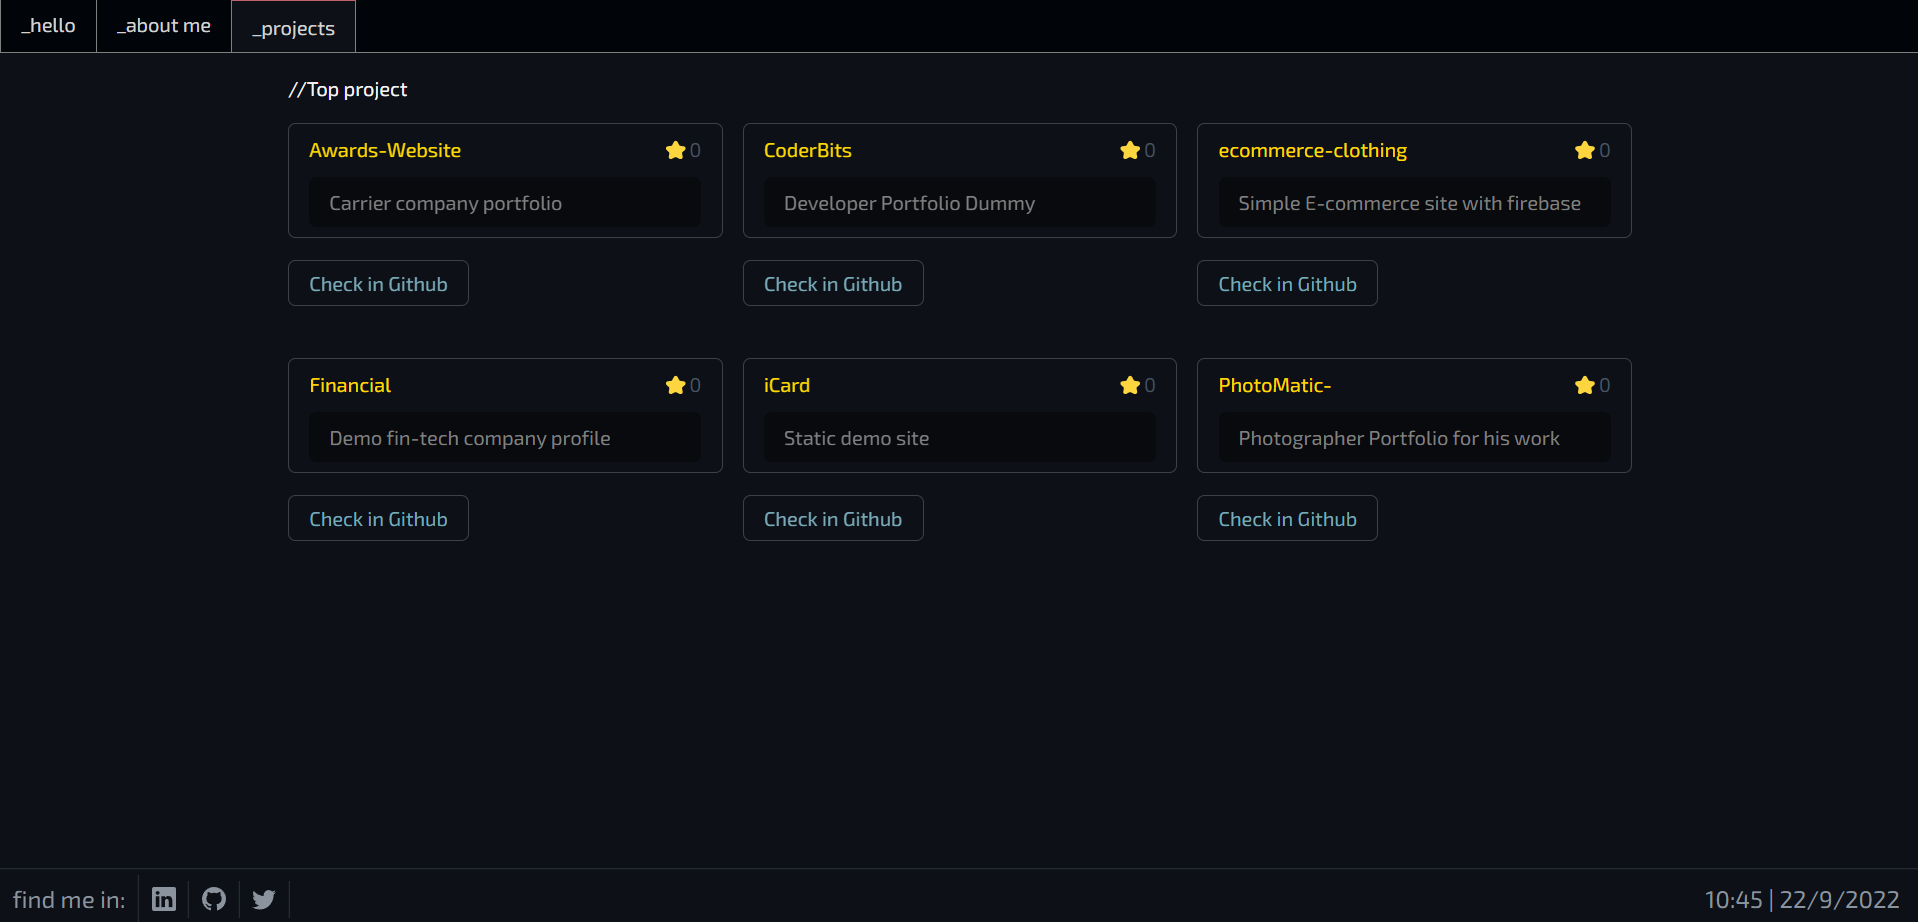 _hello _about me _projects
//Top project
Awards-Website 0
Carrier company portfolio
Check in Github
CoderBits 0
Developer Portfolio Dummy
Check in Github
ecommerce-clothing 0
Simple E-commerce site with firebase
Check in Github
Financial 0
Demo fin-tech company profile
Check in Github
iCard 0
Static demo site
Check in Github
PhotoMatic- 0
Photographer Portfolio for his work
Check in Github
find me in: in
10:45 | 22/9/2022